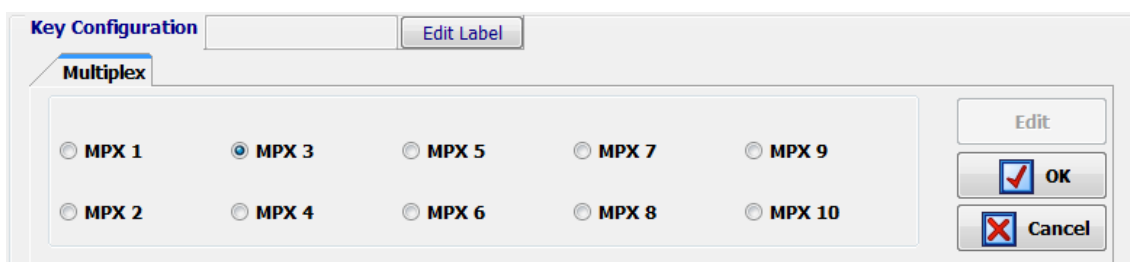 Key Configuration Edit Label
Multiplex
Edit
MPX 1 MPX 3 MPX 5 MPX 7 MPX 9
OK
MPX 2 MPX 4 MPX 6 MPX 8 MPX 10
Cancel